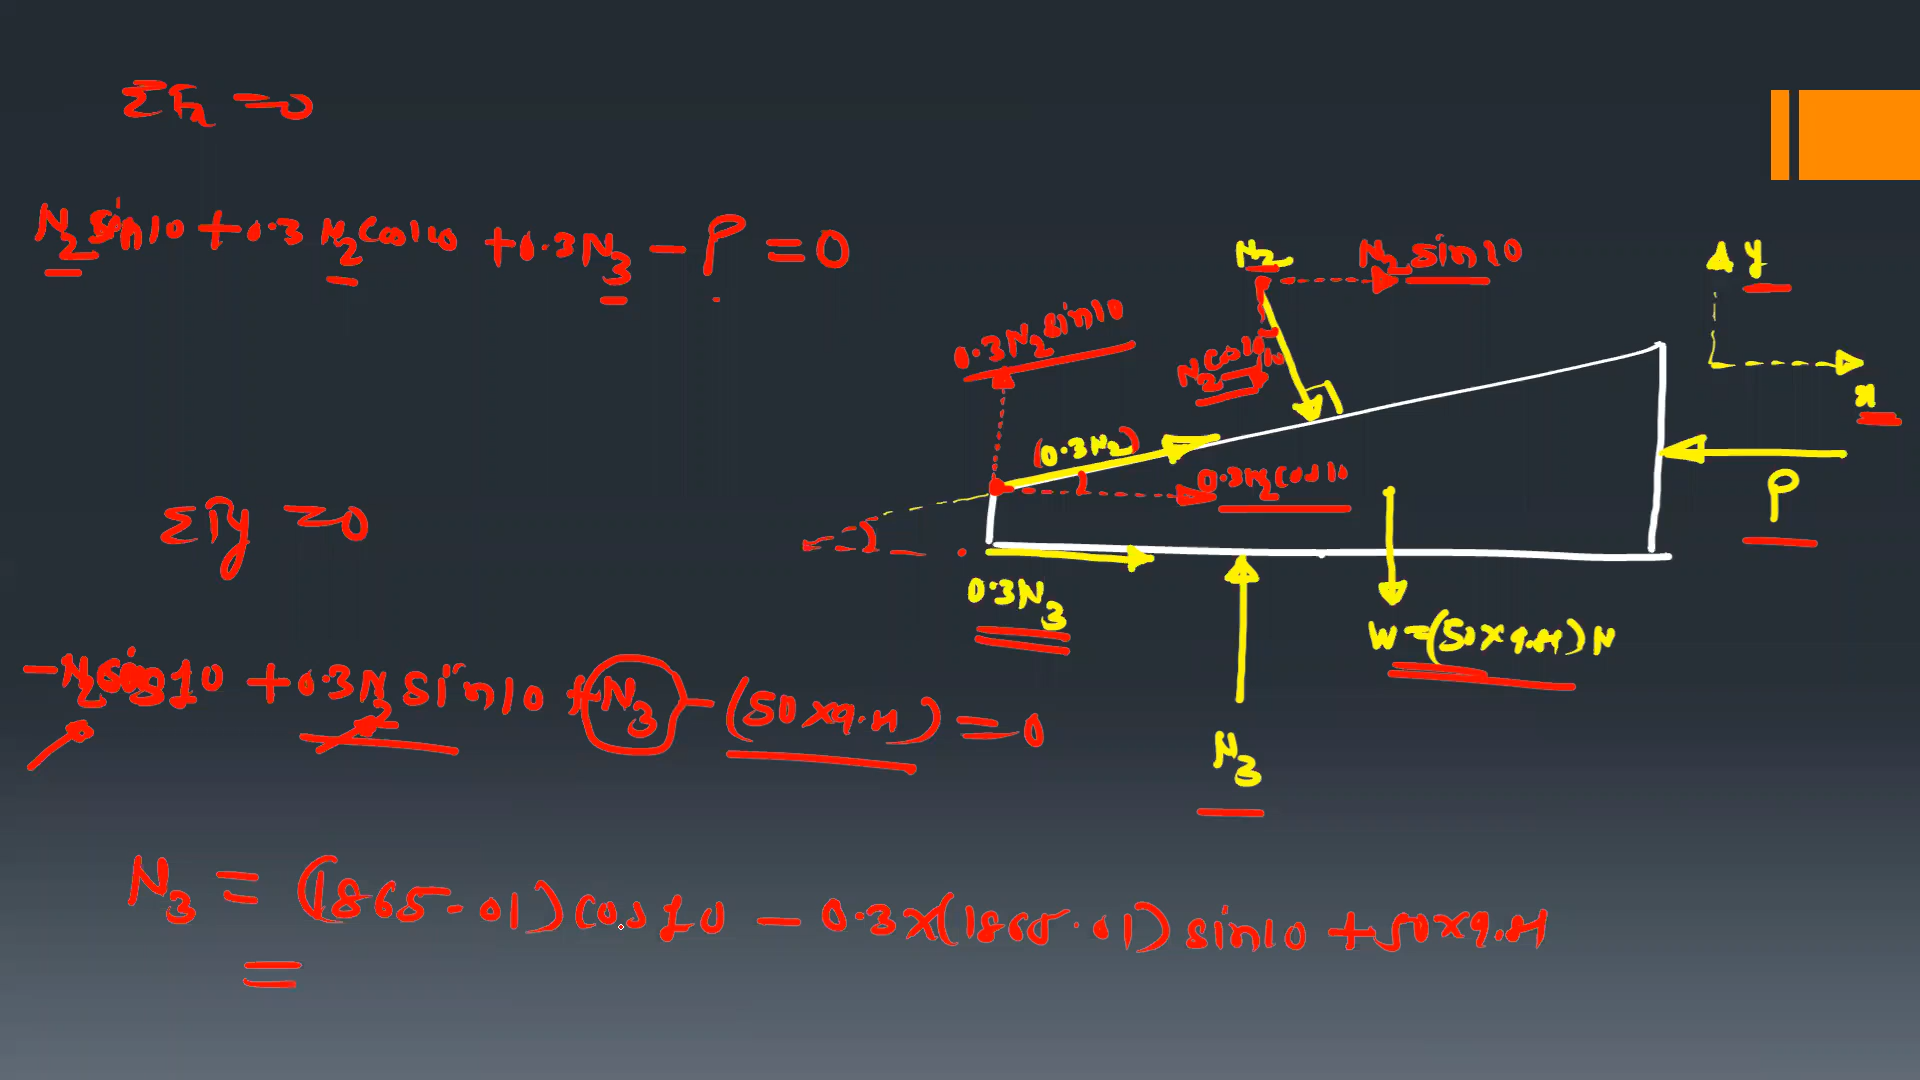 ΣFx = 0
N2 sin10 + 0.3 N2 cos10 + 0.3N3 - P = 0
N2
N2 sin10
y
0.3N2 sin10
N2 cos10
x
(0.3N2)
0.3N2 cos10
P
ΣFy = 0
0.3N3
W = (50×9.81) N
-N2 cos10 + 0.3N2 sin10 + N3 - (50×9.81) = 0
N3
N3 = (1865.01) cos10 - 0.3×(1865.01) sin10 + 50×9.81